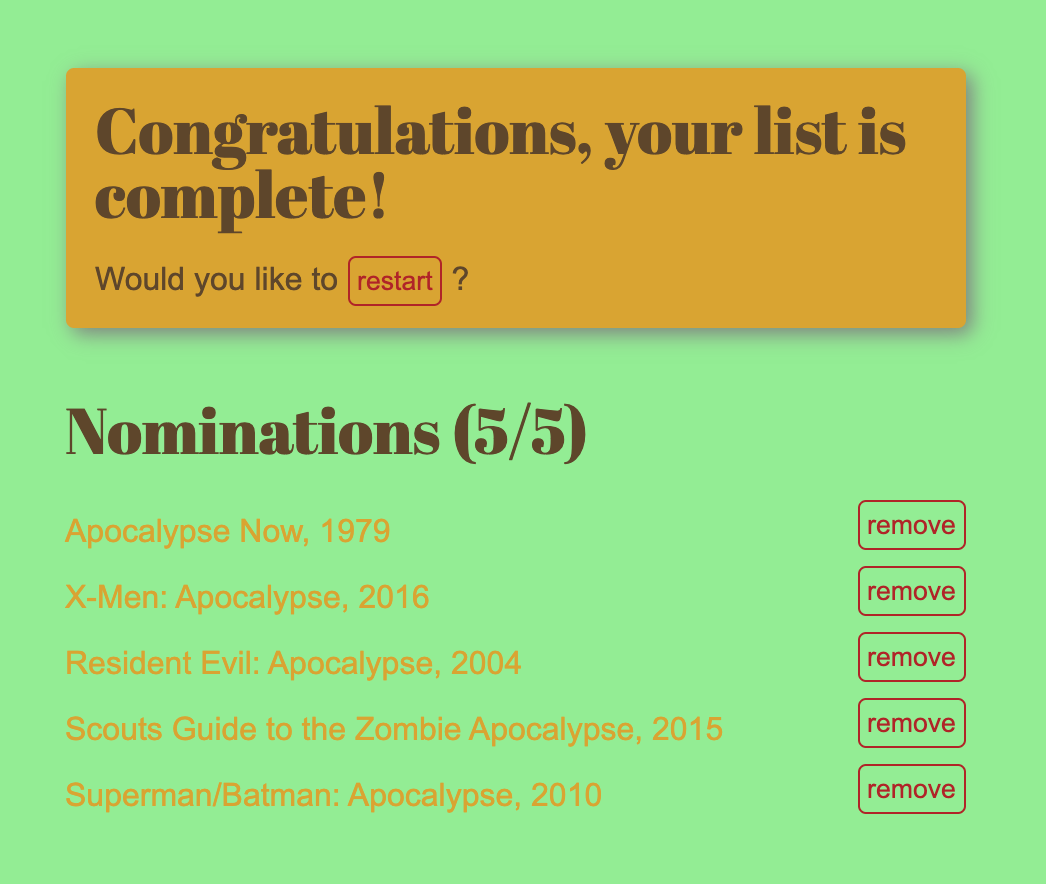 Congratulations, your list is
complete!
Would you like to restart ?
Nominations (5/5)
Apocalypse Now, 1979 remove
X-Men: Apocalypse, 2016 remove
Resident Evil: Apocalypse, 2004 remove
Scouts Guide to the Zombie Apocalypse, 2015 remove
Superman/Batman: Apocalypse, 2010 remove